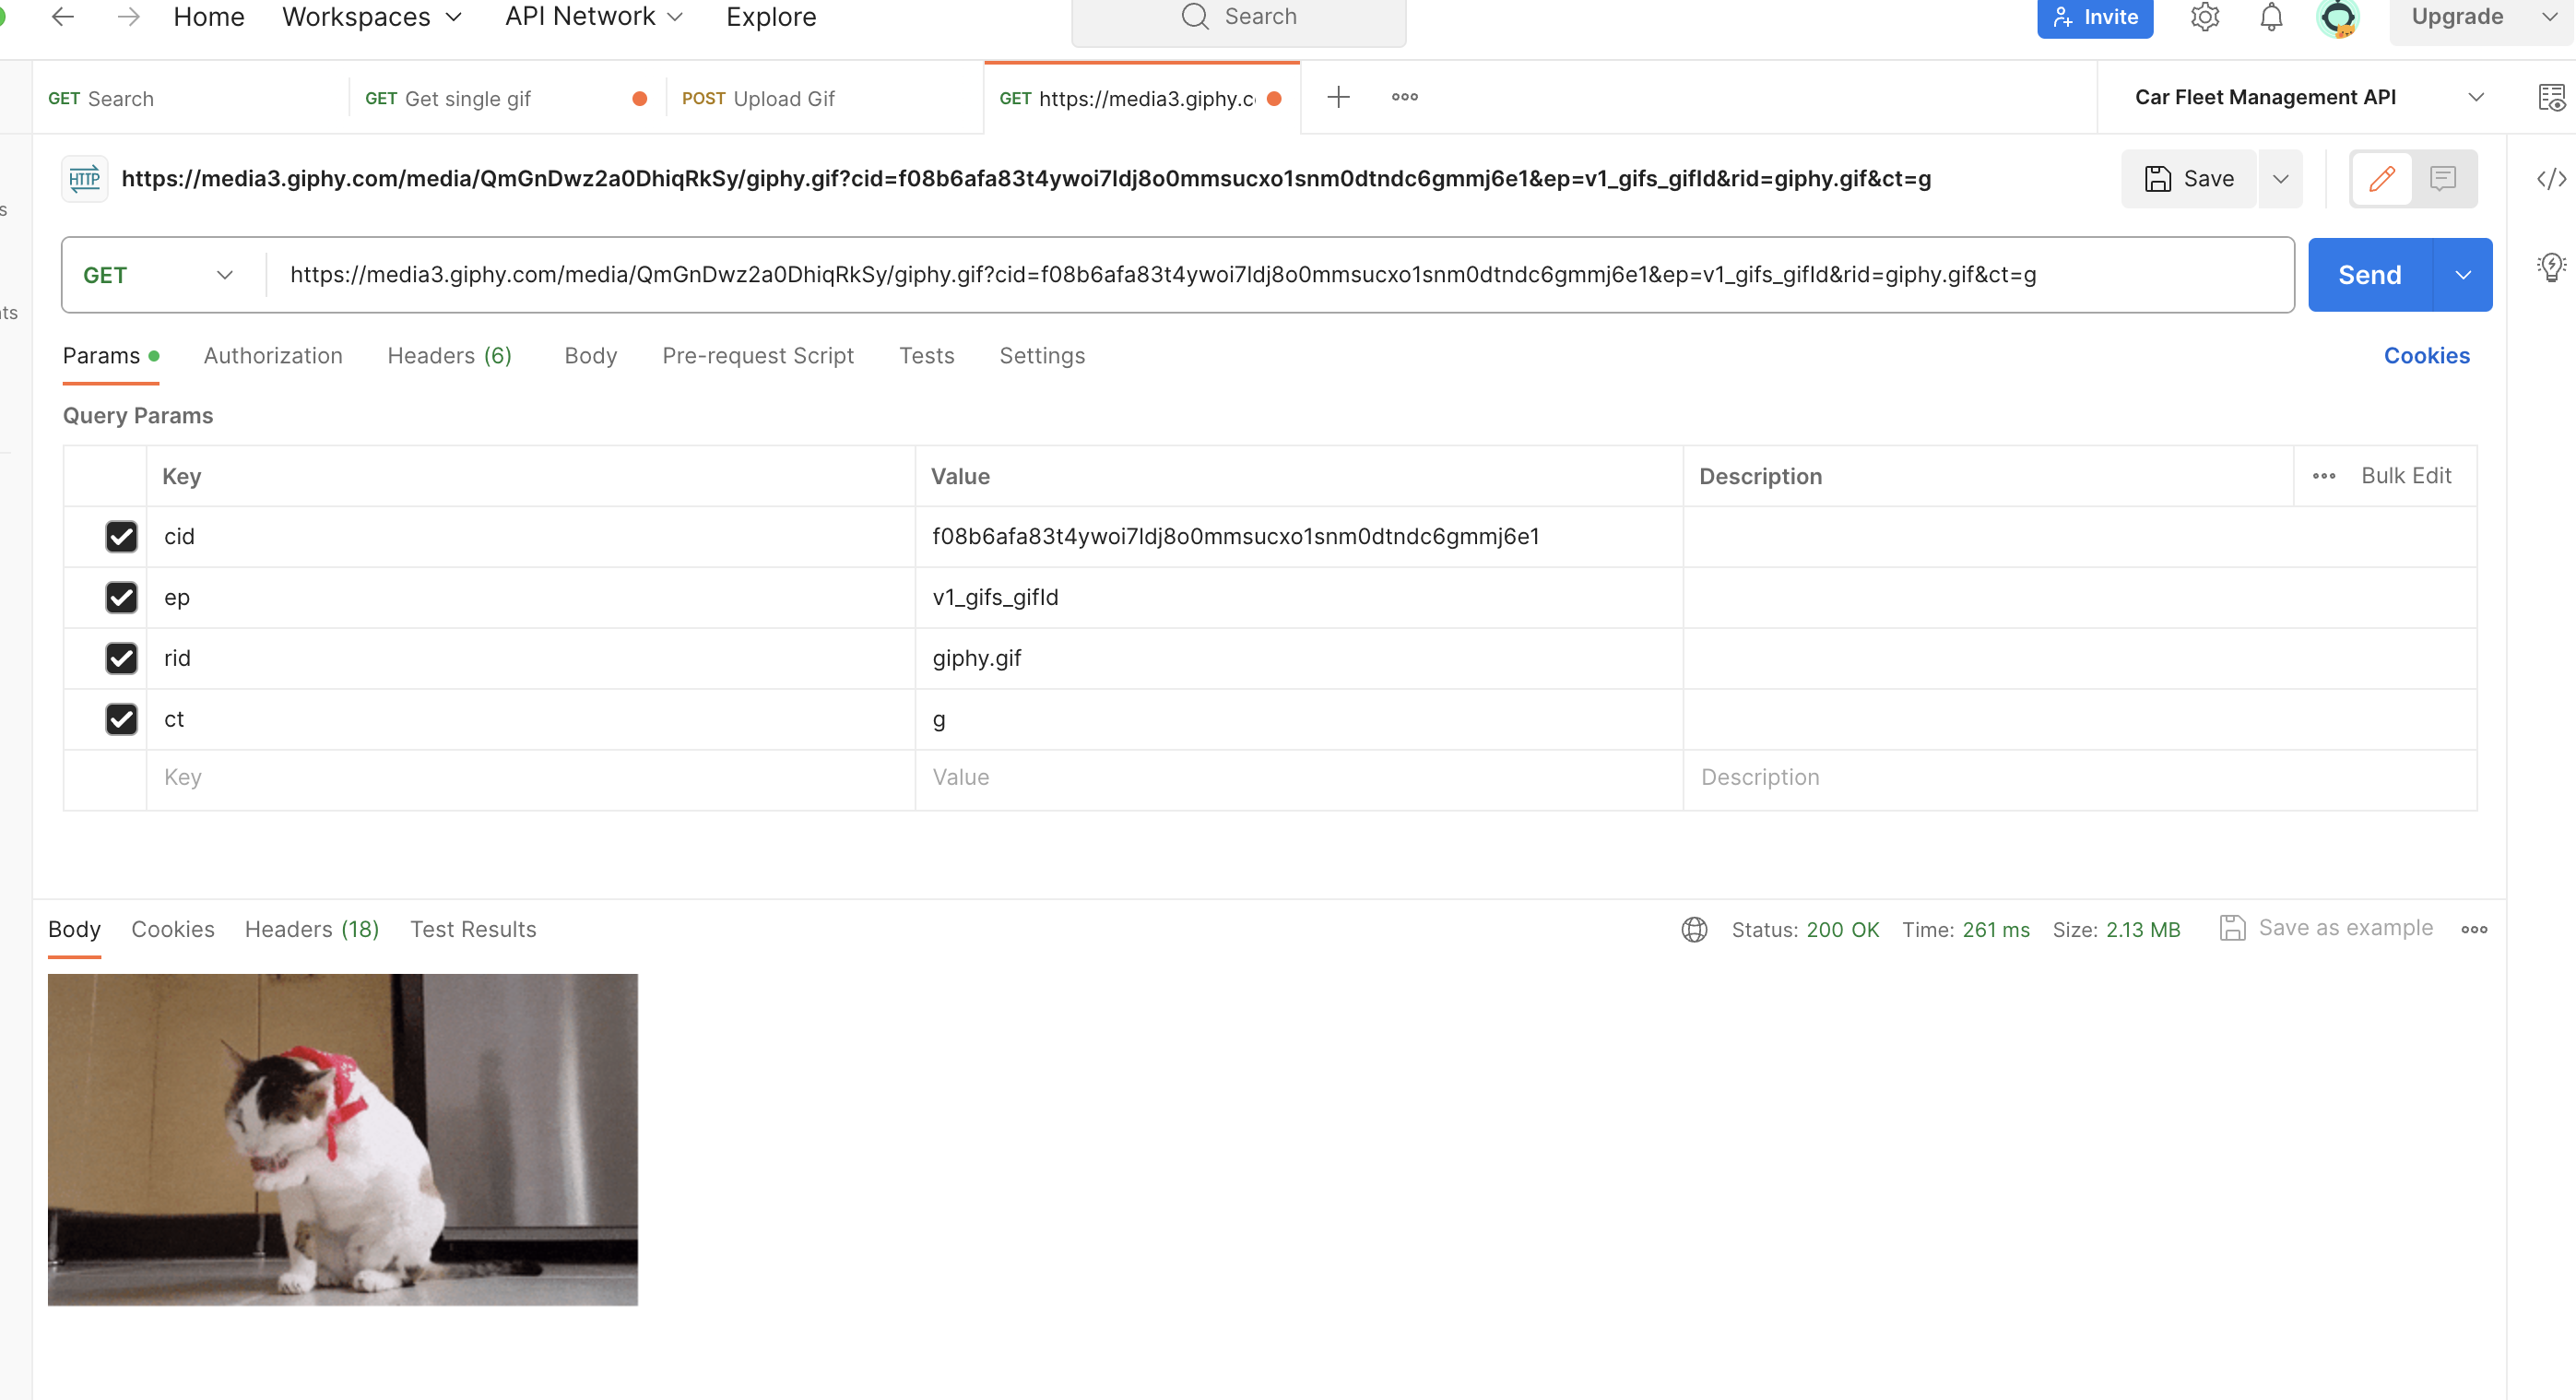 Home Workspaces API Network Explore Search Invite Upgrade
GET Search GET Get single gif POST Upload Gif GET https://media3.giphy.c Car Fleet Management API
HTTP https://media3.giphy.com/media/QmGnDwz2a0DhiqRkSy/giphy.gif?cid=f08b6afa83t4ywoi7ldj8o0mmsucxo1snm0dtndc6gmmj6e1&ep=v1_gifs_gifId&rid=giphy.gif&ct=g Save
s
GET https://media3.giphy.com/media/QmGnDwz2a0DhiqRkSy/giphy.gif?cid=f08b6afa83t4ywoi7ldj8o0mmsucxo1snm0dtndc6gmmj6e1&ep=v1_gifs_gifId&rid=giphy.gif&ct=g Send
nts
Params Authorization Headers (6) Body Pre-request Script Tests Settings Cookies
Query Params
Key Value Description Bulk Edit
cid f08b6afa83t4ywoi7ldj8o0mmsucxo1snm0dtndc6gmmj6e1
ep v1_gifs_gifId
rid giphy.gif
ct g
Key Value Description
Body Cookies Headers (18) Test Results Status: 200 OK Time: 261 ms Size: 2.13 MB Save as example